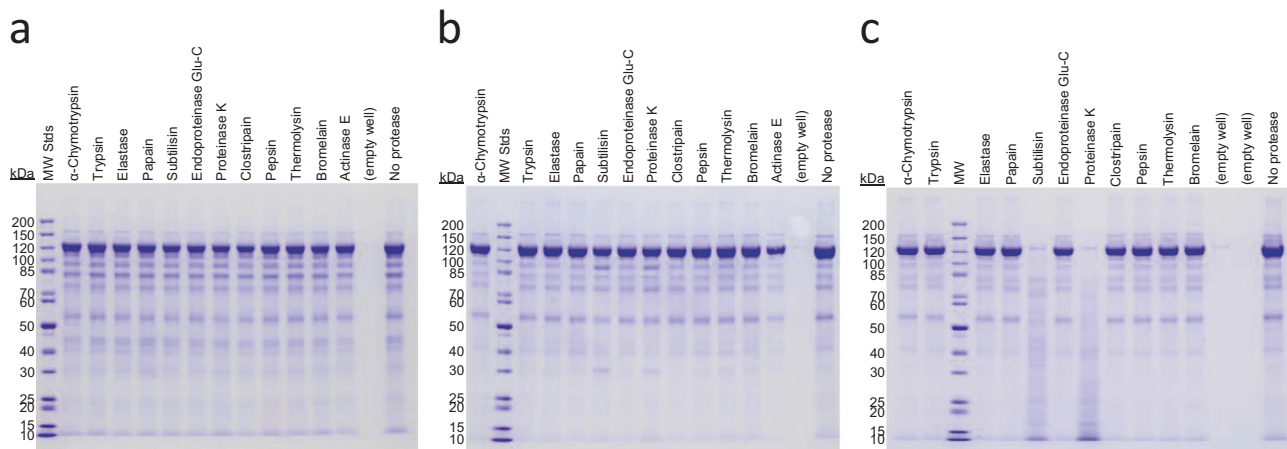 a
kDa
MW Stds
α-Chymotrypsin
Trypsin
Elastase
Papain
Subtilisin
Endoproteinase Glu-C
Proteinase K
Clostripain
Pepsin
Thermolysin
Bromelain
Actinase E
(empty well)
No protease
200
150
120
100
85
70
60
50
40
30
25
20
15
10
b
kDa
α-Chymotrypsin
MW Stds
Trypsin
Elastase
Papain
Subtilisin
Endoproteinase Glu-C
Proteinase K
Clostripain
Pepsin
Thermolysin
Bromelain
Actinase E
(empty well)
No protease
200
150
120
100
85
70
60
50
40
30
25
20
15
10
c
kDa
α-Chymotrypsin
Trypsin
MW
Elastase
Papain
Subtilisin
Endoproteinase Glu-C
Proteinase K
Clostripain
Pepsin
Thermolysin
Bromelain
(empty well)
(empty well)
No protease
200
150
120
100
85
70
60
50
40
30
25
20
15
10